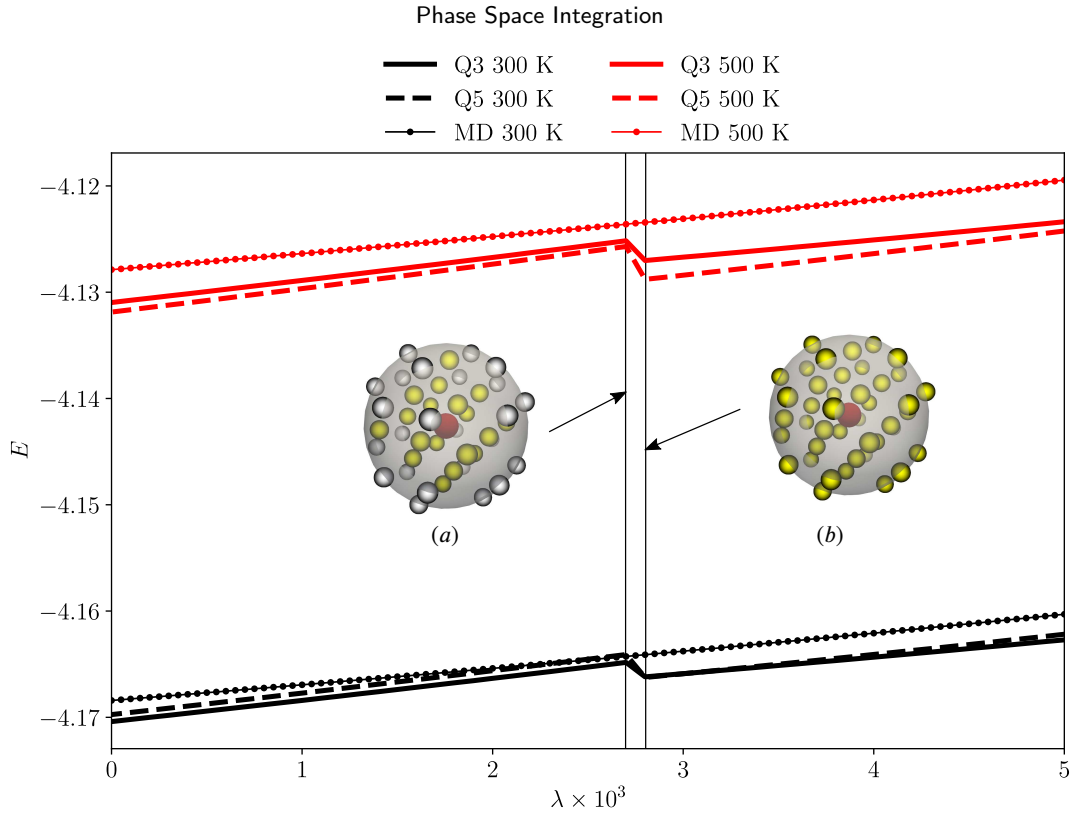 Phase Space Integration
Q3 300 K
Q5 300 K
MD 300 K
Q3 500 K
Q5 500 K
MD 500 K
−4.12
−4.13
−4.14
−4.15
−4.16
−4.17
E
(a)
(b)
0 1 2 3 4 5
λ × 10³